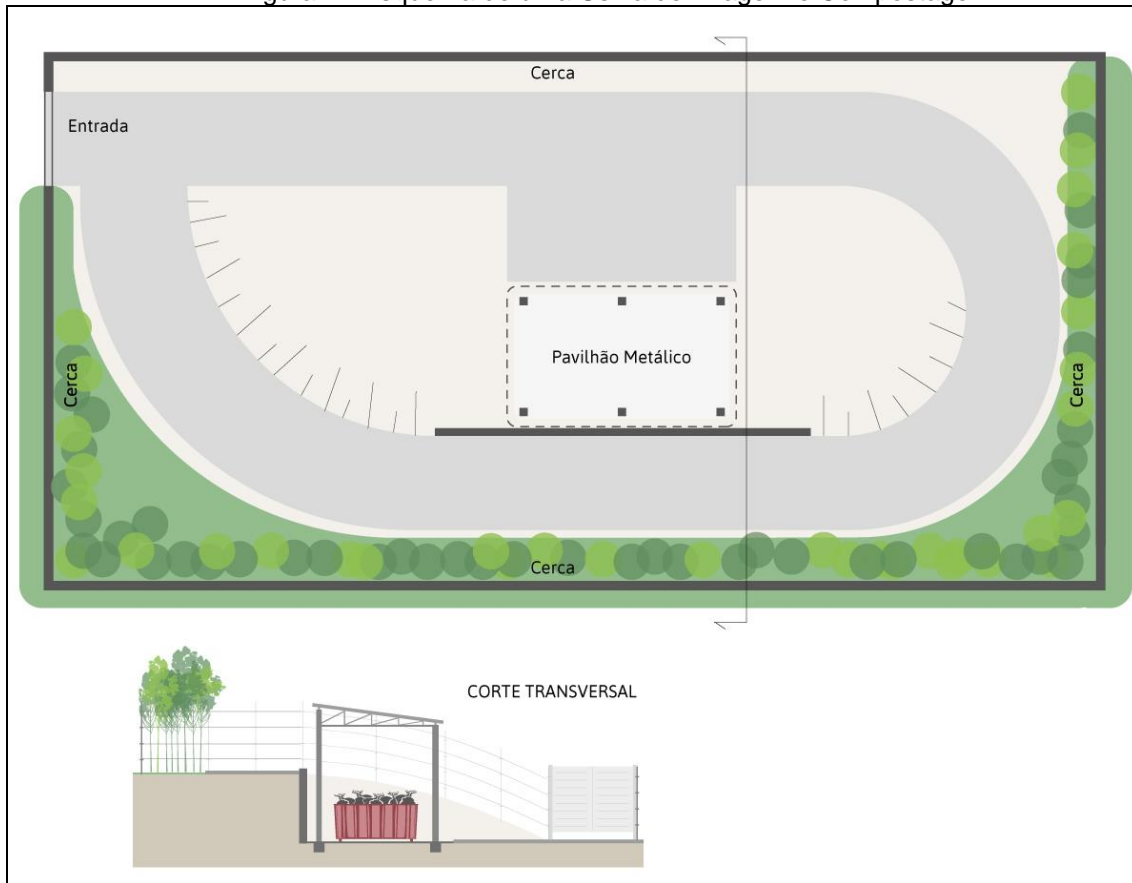 Cerca
Entrada
Pavilhão Metálico
Cerca
Cerca
Cerca
CORTE TRANSVERSAL